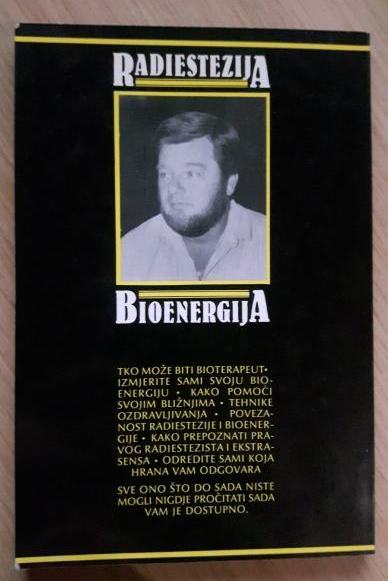 RADIESTEZIJA
BIOENERGIJA
TKO MOŽE BITI BIOTERAPEUT•
IZMJERITE SAMI SVOJU BIO-
ENERGIJU • KAKO POMOĆI
SVOJIM BLIŽNJIMA • TEHNIKE
OZDRAVLJIVANJA • POVEZA-
NOST RADIESTEZIJE I BIOENER-
GIJE • KAKO PREPOZNATI PRA-
VOG RADIESTEZISTA I EKSTRA-
SENSA • ODREDITE SAMI KOJA
HRANA VAM ODGOVARA
SVE ONO ŠTO DO SADA NISTE
MOGLI NIGDJE PROČITATI SADA
VAM JE DOSTUPNO.